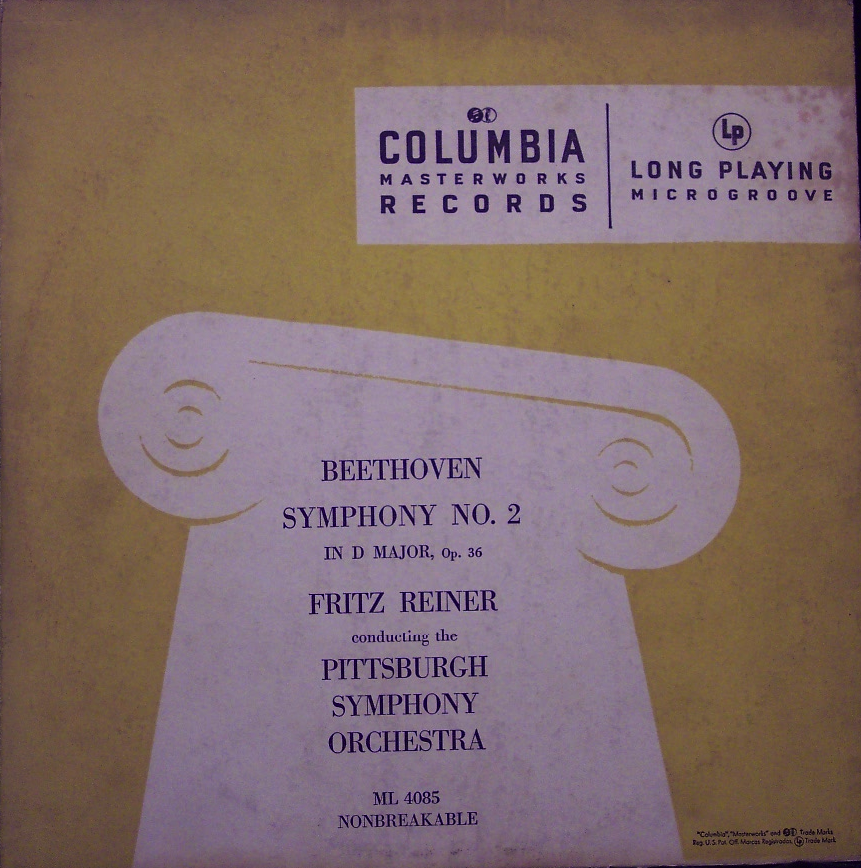 COLUMBIA
MASTERWORKS
RECORDS
Lp
LONG PLAYING
MICROGROOVE
BEETHOVEN
SYMPHONY NO. 2
IN D MAJOR, Op. 36
FRITZ REINER
conducting the
PITTSBURGH
SYMPHONY
ORCHESTRA
ML 4085
NONBREAKABLE
"Columbia", "Masterworks" and Trade Marks
Reg. U. S. Pat. Off. Marcas Registradas. Lp Trade Mark